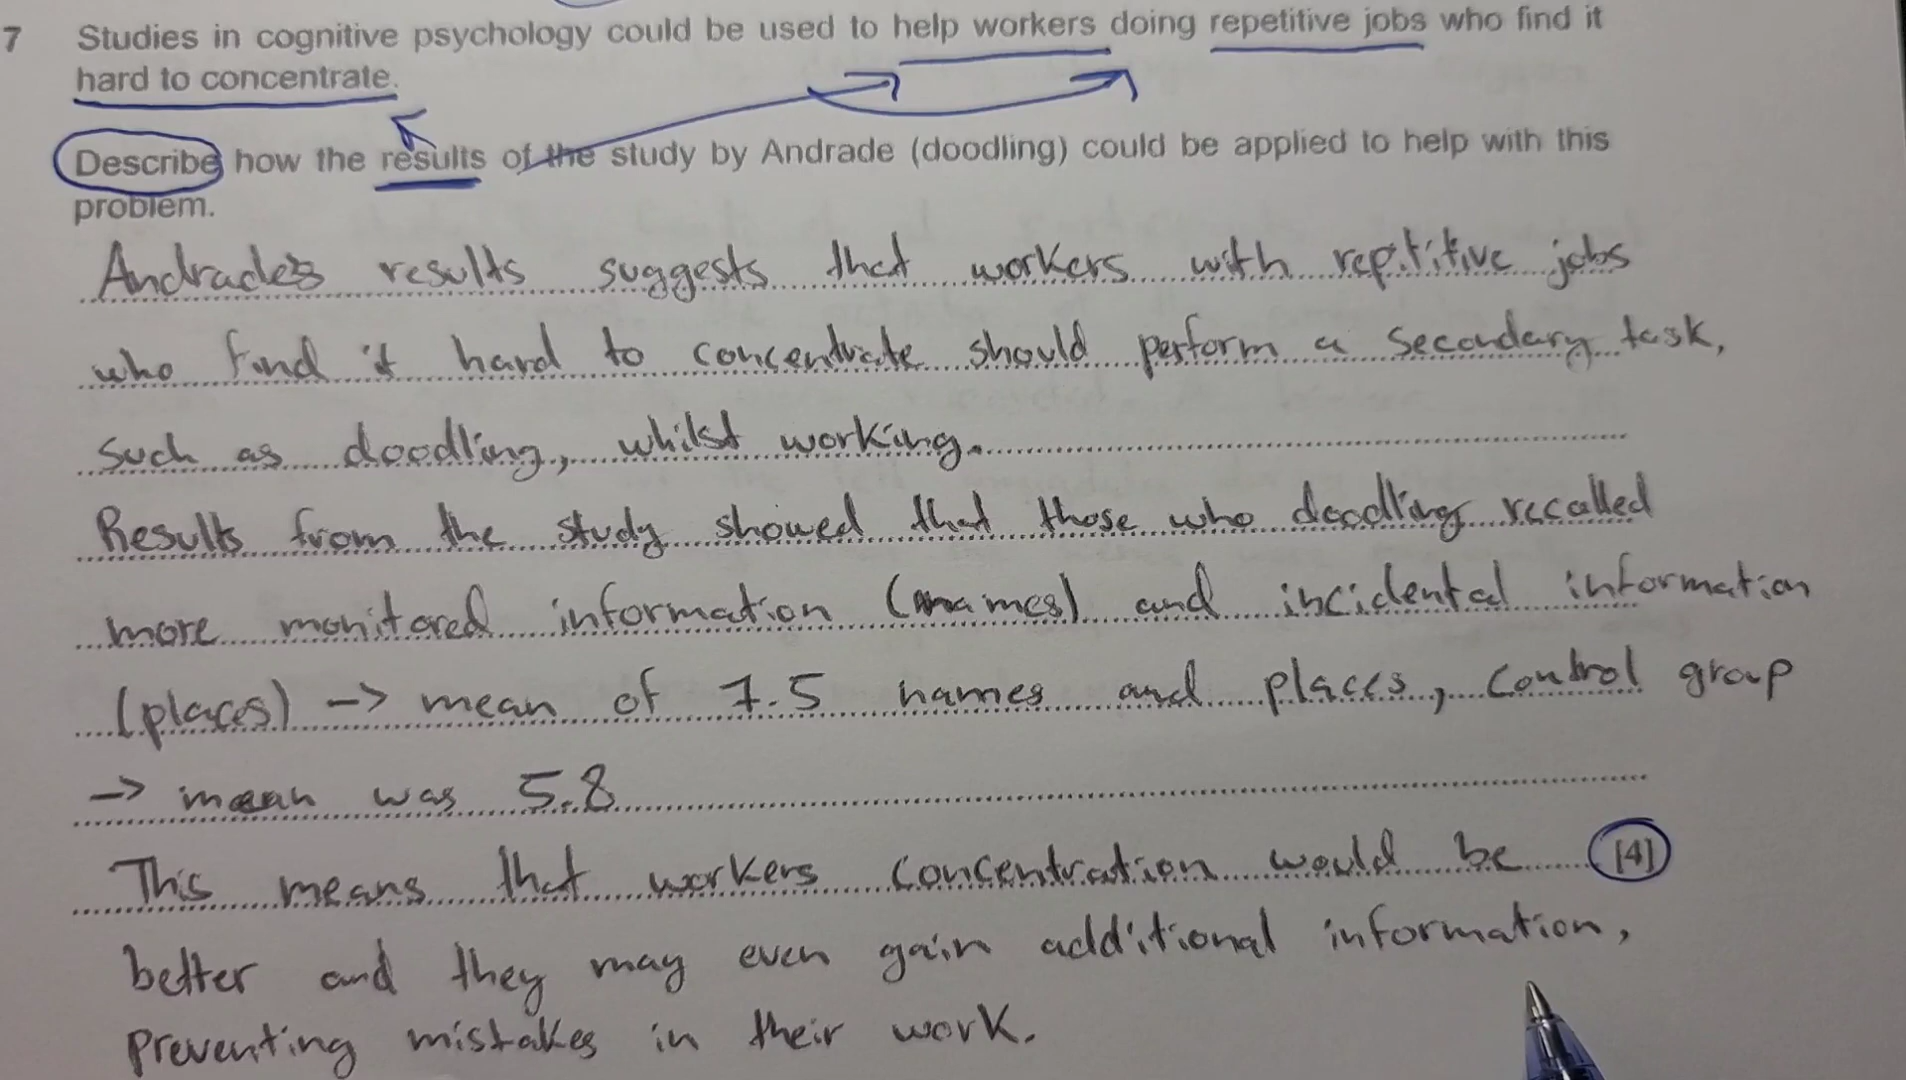 7 Studies in cognitive psychology could be used to help workers doing repetitive jobs who find it
hard to concentrate.
Describe how the results of the study by Andrade (doodling) could be applied to help with this
problem.
Andrade's results suggests that workers with repititive jobs
who find it hard to concentrate should perform a secondary task,
such as doodling, whilst working.
Results from the study showed that those who doodling recalled
more monitored information (names) and incidental information
(places) -> mean of 7.5 names and places, control group
-> mean was 5.8
This means that workers concentration would be [4]
better and they may even gain additional information,
preventing mistakes in their work.